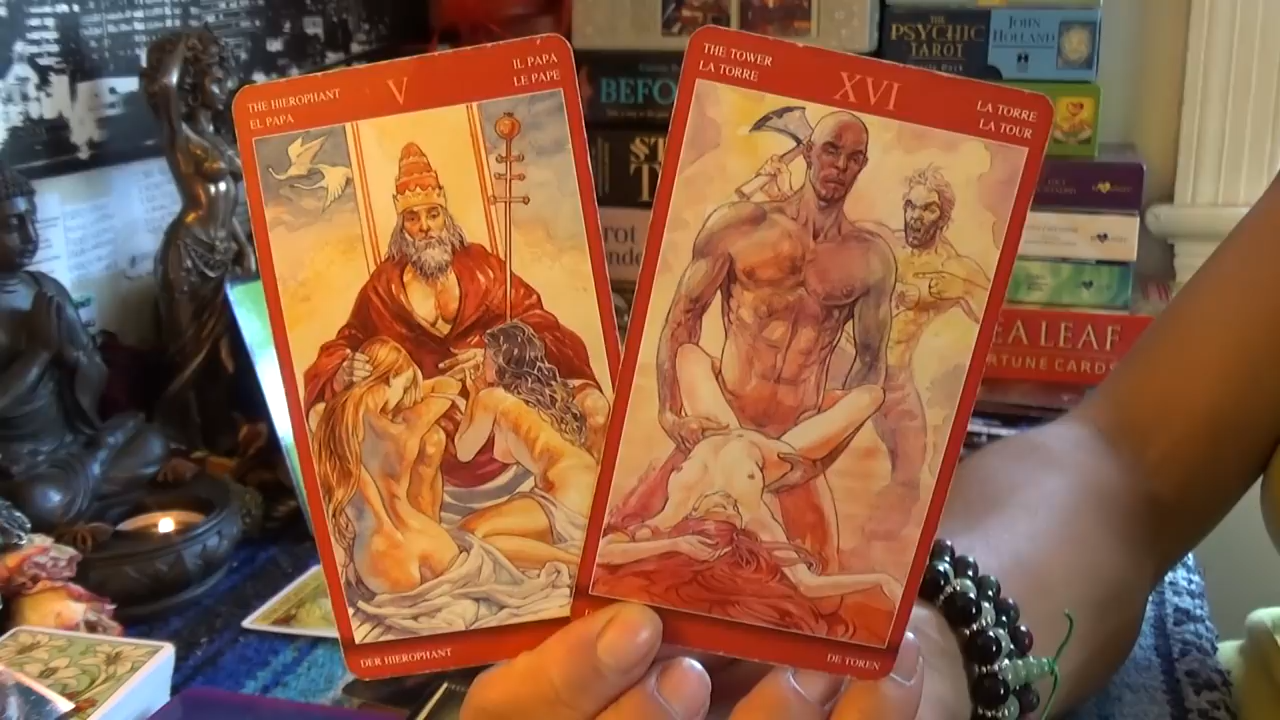 THE HIEROPHANT
EL PAPA
V
IL PAPA
LE PAPE
DER HIEROPHANT
THE TOWER
LA TORRE
XVI
LA TORRE
LA TOUR
DE TOREN
THE
PSYCHIC
TAROT
JOHN
HOLLAND
BEFO
EA LEAF
RTUNE CARDS